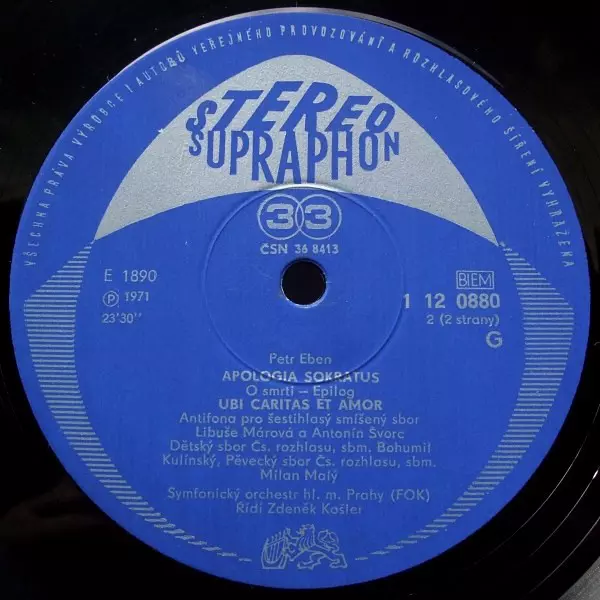 VŠECHNA PRÁVA VÝROBCE I AUTORŮ VEŘEJNÉHO PROVOZOVÁNÍ A ROZHLASOVÉHO ŠÍŘENÍ VYHRAŽENA
STEREO
SUPRAPHON
33
ČSN 36 8413
E 1890
℗ 1971
23'30''
BIEM
1 12 0880
2 (2 strany)
G
Petr Eben
APOLOGIA SOKRATUS
O smrti – Epilog
UBI CARITAS ET AMOR
Antifona pro šestihlasý smíšený sbor
Libuše Márová a Antonín Švorc
Dětský sbor Čs. rozhlasu, sbm. Bohumil
Kulínský, Pěvecký sbor Čs. rozhlasu, sbm.
Milan Malý
Symfonický orchestr hl. m. Prahy (FOK)
Řídí Zdeněk Košler